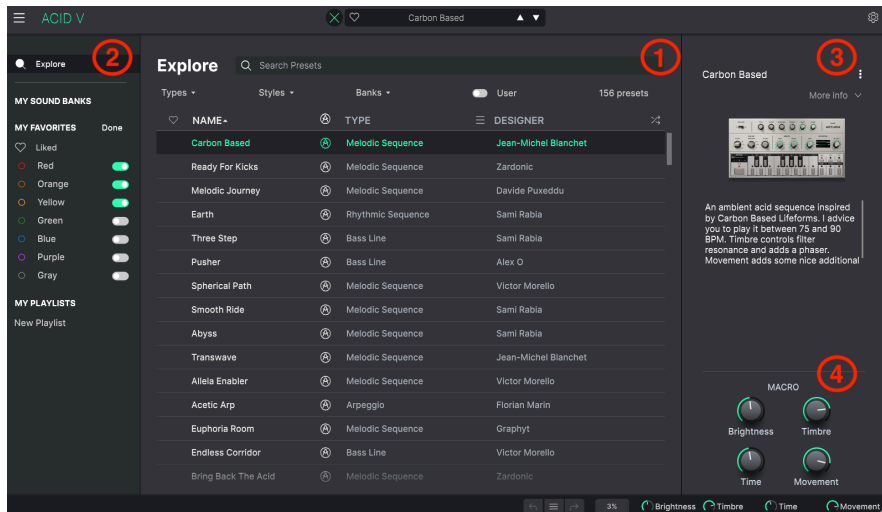 ACID V
Carbon Based
Explore
2
MY SOUND BANKS
MY FAVORITES Done
Liked
Red
Orange
Yellow
Green
Blue
Purple
Gray
MY PLAYLISTS
New Playlist
Explore
Search Presets
1
Types Styles Banks User 156 presets
NAME TYPE DESIGNER
Carbon Based Melodic Sequence Jean-Michel Blanchet
Ready For Kicks Melodic Sequence Zardonic
Melodic Journey Melodic Sequence Davide Puxeddu
Earth Rhythmic Sequence Sami Rabia
Three Step Bass Line Sami Rabia
Pusher Bass Line Alex O
Spherical Path Melodic Sequence Victor Morello
Smooth Ride Melodic Sequence Sami Rabia
Abyss Melodic Sequence Sami Rabia
Transwave Melodic Sequence Jean-Michel Blanchet
Allela Enabler Melodic Sequence Victor Morello
Acetic Arp Arpeggio Florian Marin
Euphoria Room Melodic Sequence Graphyt
Endless Corridor Bass Line Victor Morello
Bring Back The Acid Melodic Sequence Zardonic
3
Carbon Based
More info
An ambient acid sequence inspired
by Carbon Based Lifeforms. I advice
you to play it between 75 and 90
BPM. Timbre controls filter
resonance and adds a phaser.
Movement adds some nice additional
4
MACRO
Brightness Timbre
Time Movement
3% Brightness Timbre Time Movement